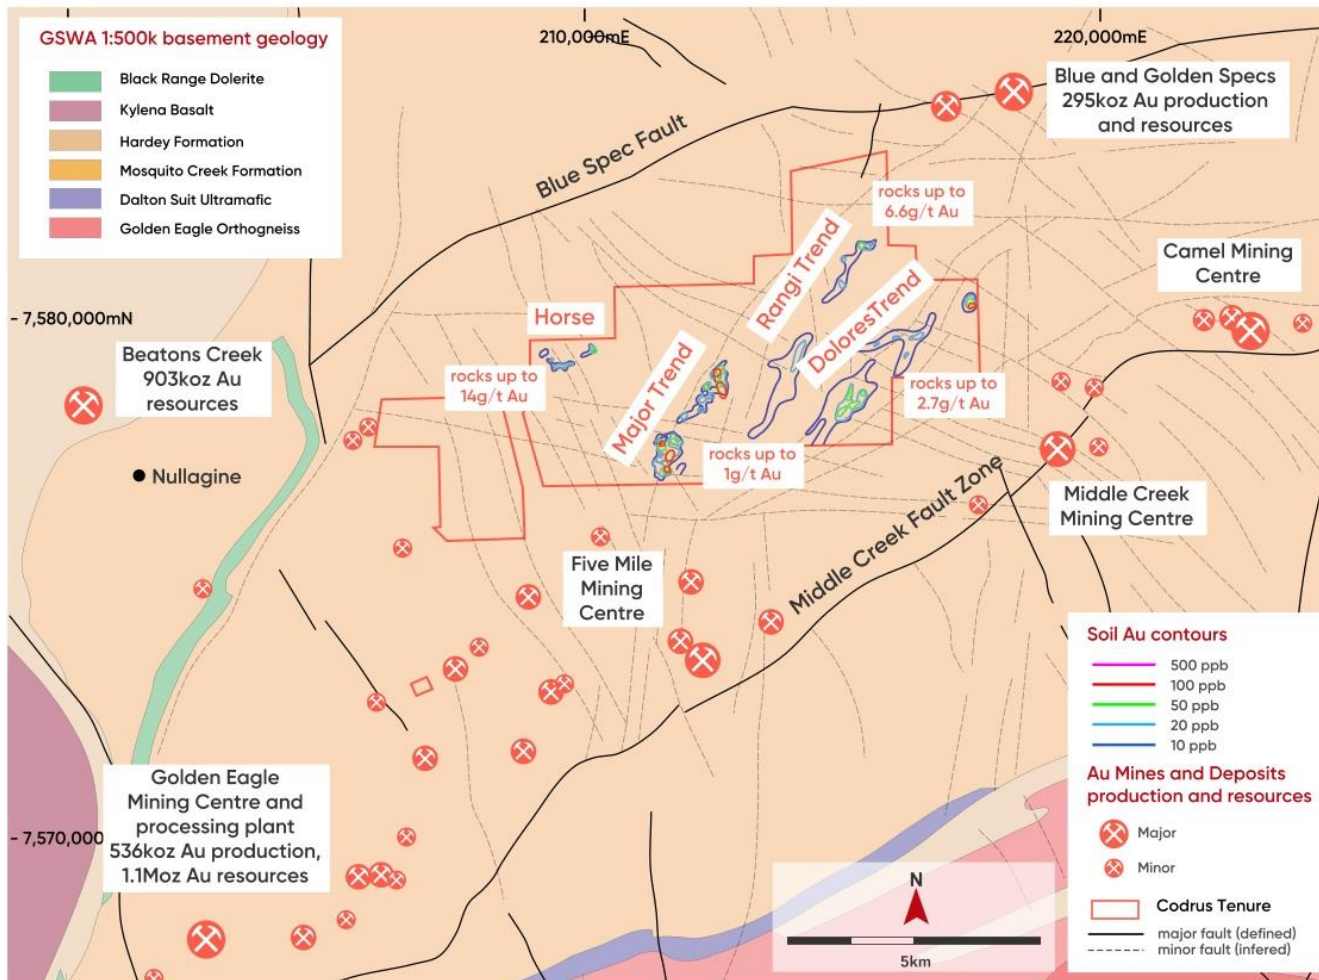 GSWA 1:500k basement geology
Black Range Dolerite
Kylena Basalt
Hardey Formation
Mosquito Creek Formation
Dalton Suit Ultramafic
Golden Eagle Orthogneiss
210,000mE
220,000mE
Blue and Golden Specs
295koz Au production
and resources
Blue Spec Fault
rocks up to
6.6g/t Au
Rangi Trend
Camel Mining
Centre
- 7,580,000mN
Horse
DoloresTrend
Beatons Creek
903koz Au
resources
Major Trend
rocks up to
14g/t Au
rocks up to
2.7g/t Au
rocks up to
1g/t Au
Nullagine
Middle Creek
Mining Centre
Middle Creek Fault Zone
Five Mile
Mining
Centre
Golden Eagle
Mining Centre and
processing plant
536koz Au production,
1.1Moz Au resources
- 7,570,000
Soil Au contours
500 ppb
100 ppb
50 ppb
20 ppb
10 ppb
Au Mines and Deposits
production and resources
Major
Minor
Codrus Tenure
major fault (defined)
minor fault (infered)
N
5km